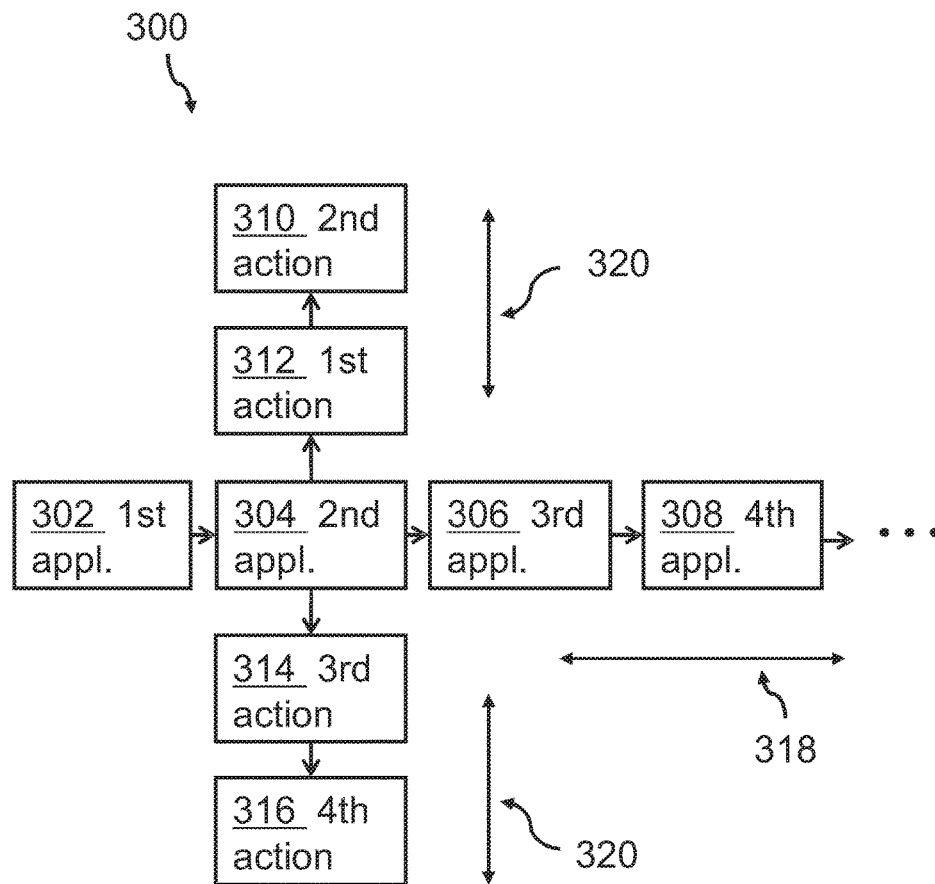 300
310 2nd
action
320
312 1st
action
302 1st
appl.
304 2nd
appl.
306 3rd
appl.
308 4th
appl.
...
314 3rd
action
318
316 4th
action
320